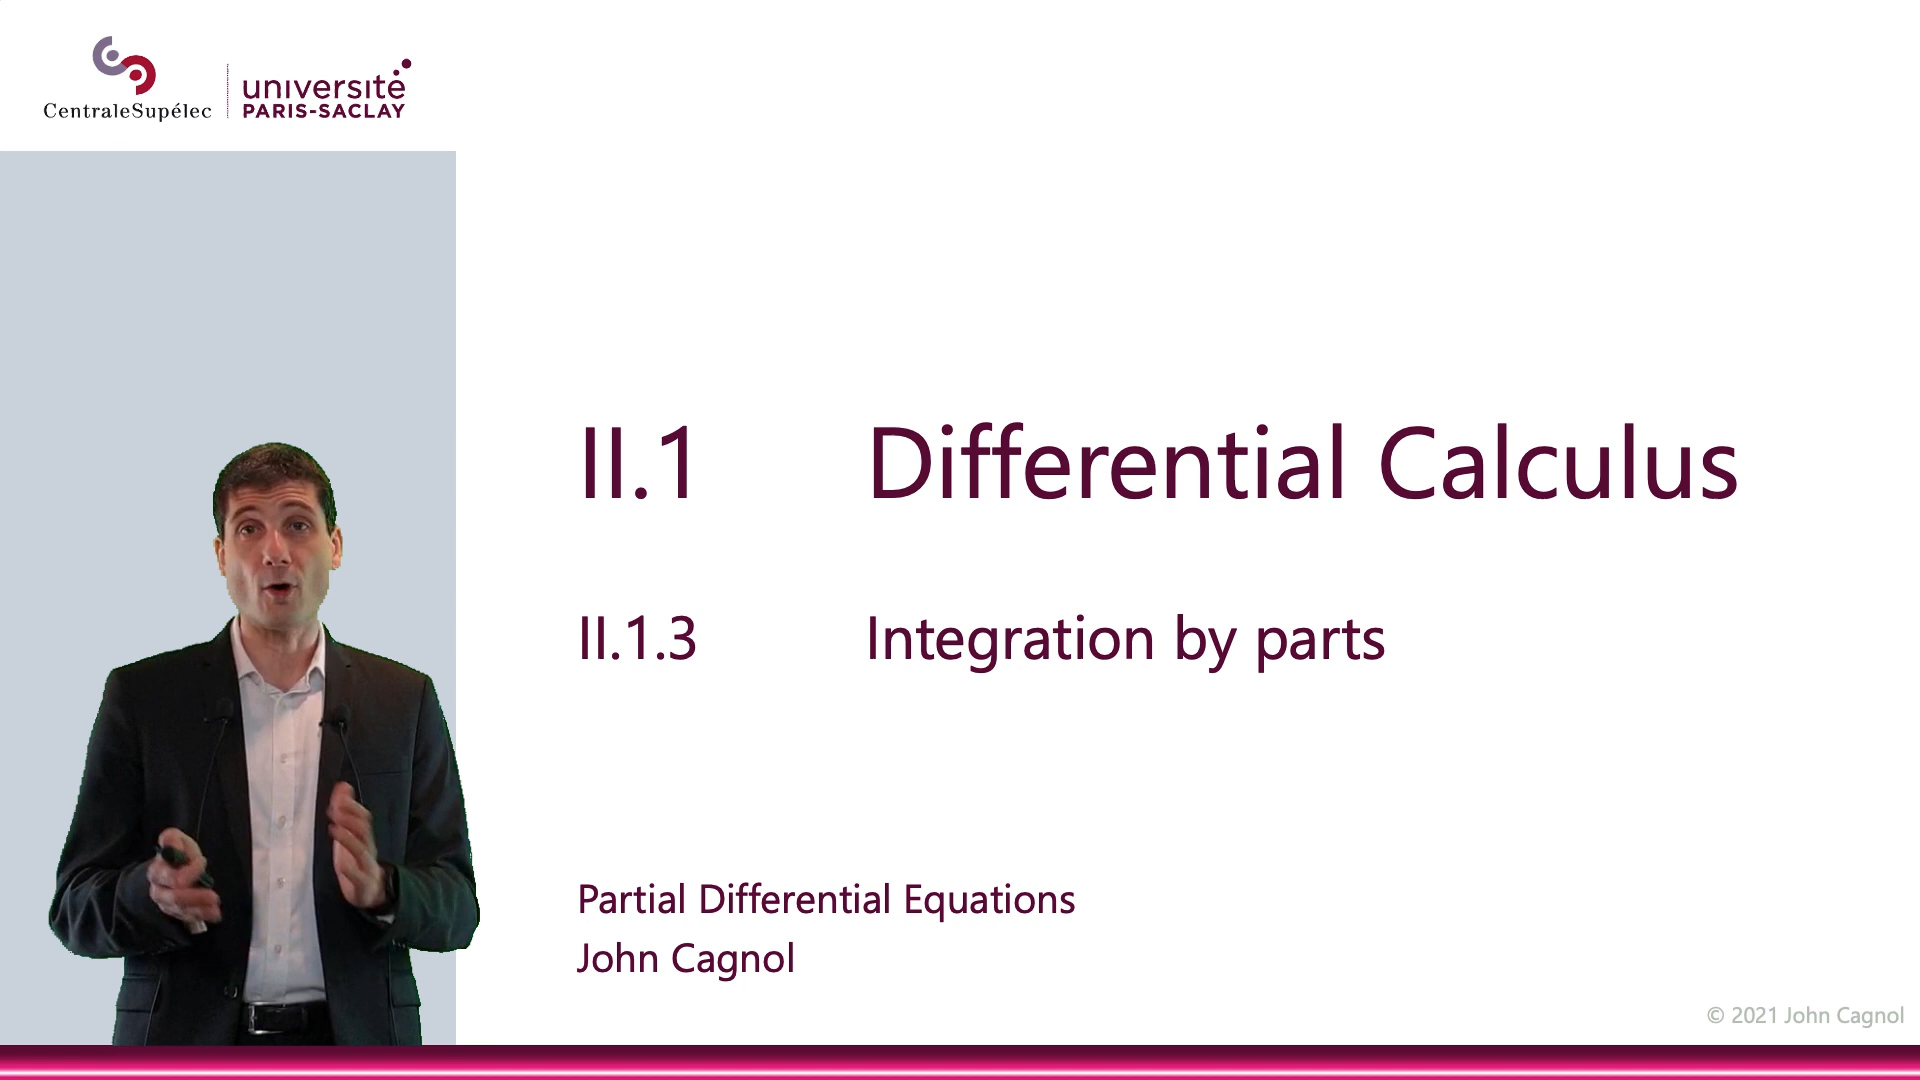 CentraleSupélec
université
PARIS-SACLAY
II.1 Differential Calculus
II.1.3 Integration by parts
Partial Differential Equations
John Cagnol
© 2021 John Cagnol